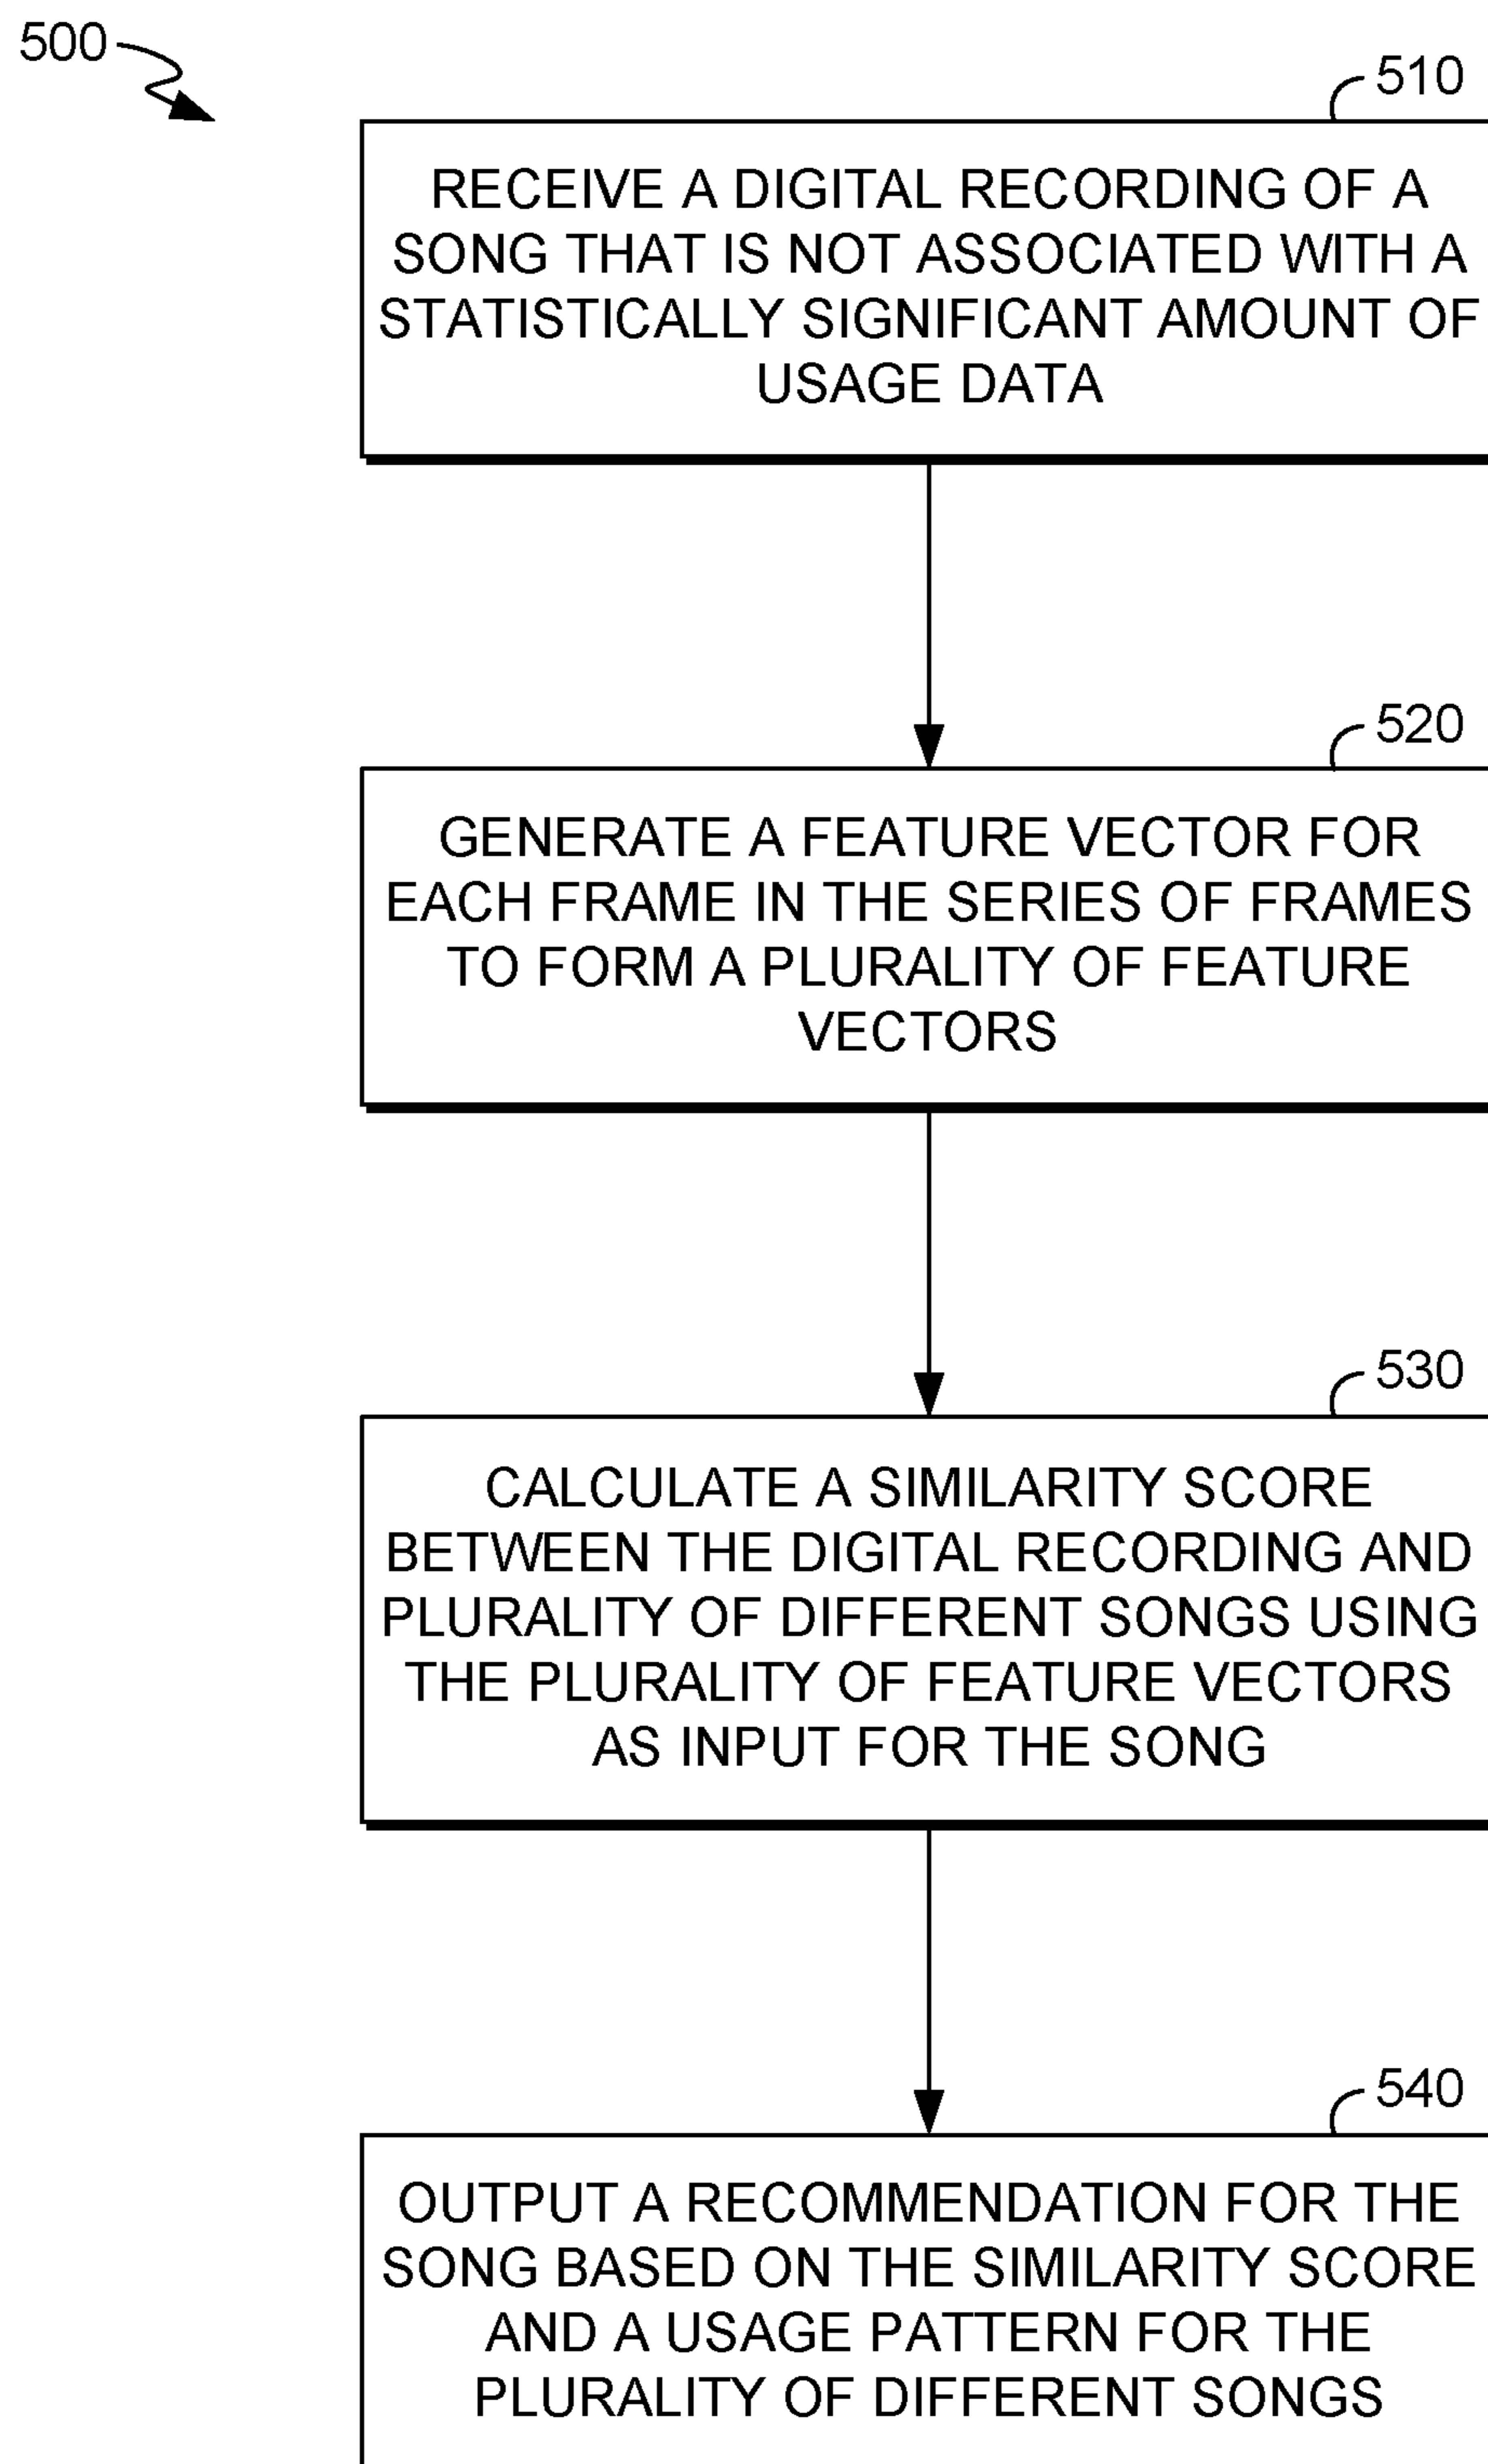 500
510
RECEIVE A DIGITAL RECORDING OF A
SONG THAT IS NOT ASSOCIATED WITH A
STATISTICALLY SIGNIFICANT AMOUNT OF
USAGE DATA
520
GENERATE A FEATURE VECTOR FOR
EACH FRAME IN THE SERIES OF FRAMES
TO FORM A PLURALITY OF FEATURE
VECTORS
530
CALCULATE A SIMILARITY SCORE
BETWEEN THE DIGITAL RECORDING AND
PLURALITY OF DIFFERENT SONGS USING
THE PLURALITY OF FEATURE VECTORS
AS INPUT FOR THE SONG
540
OUTPUT A RECOMMENDATION FOR THE
SONG BASED ON THE SIMILARITY SCORE
AND A USAGE PATTERN FOR THE
PLURALITY OF DIFFERENT SONGS